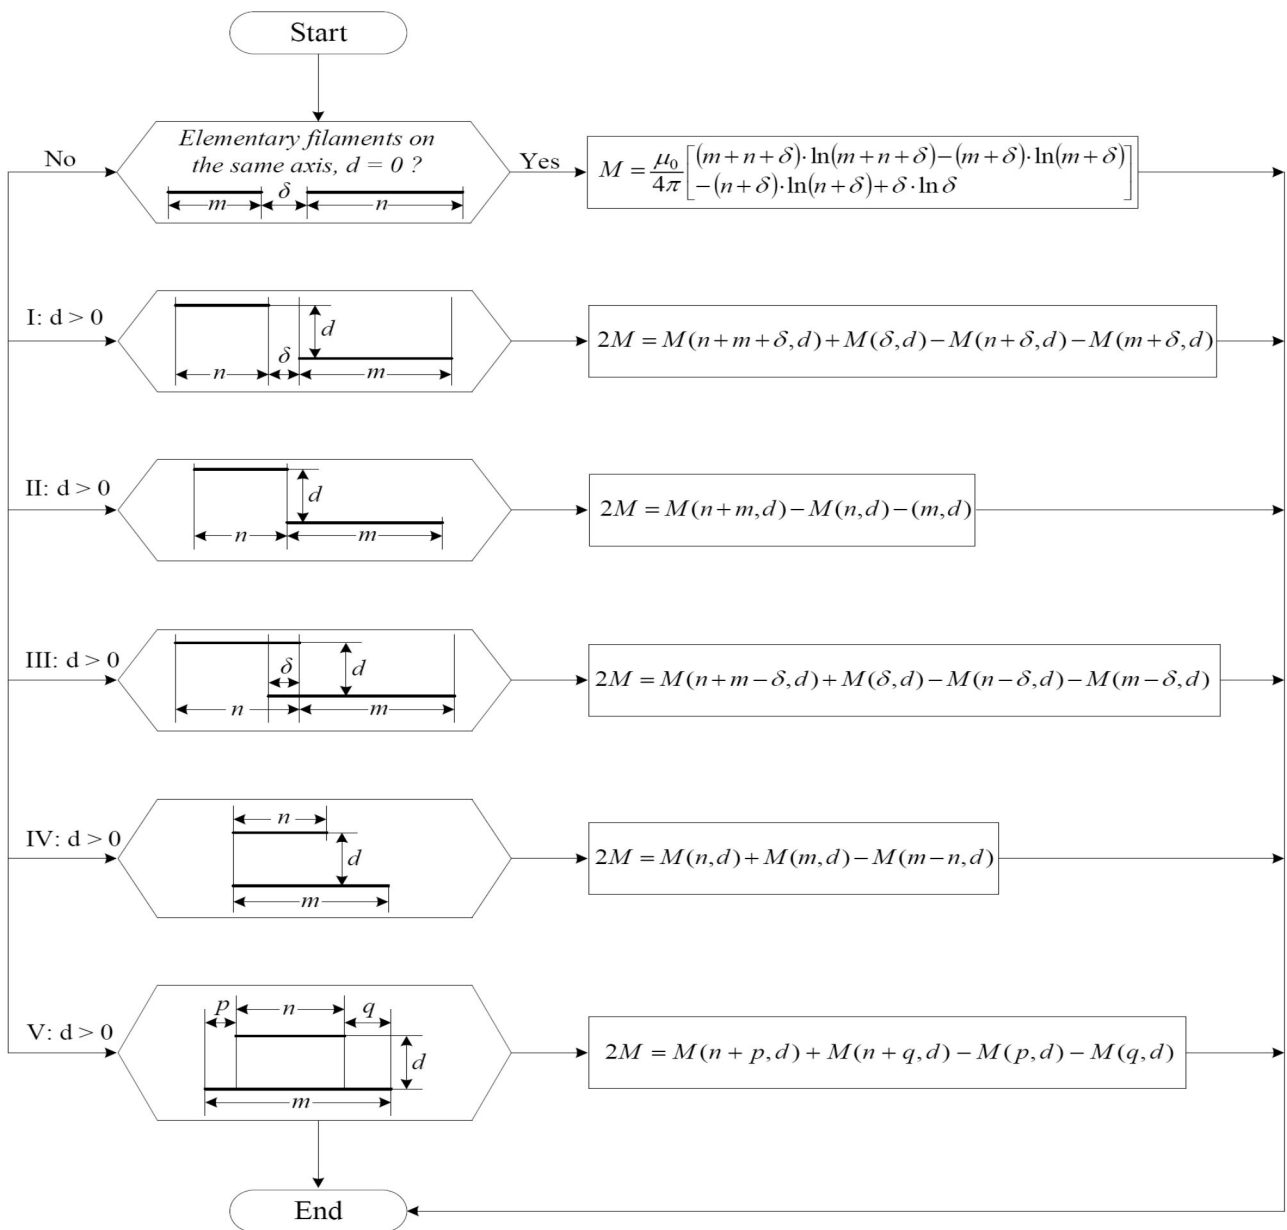 Start
Elementary filaments on
the same axis, d = 0 ?
δ
m
n
No
Yes
M = μ₀/4π [(m+n+δ)·ln(m+n+δ)−(m+δ)·ln(m+δ)
−(n+δ)·ln(n+δ)+δ·ln δ]
I: d > 0
d
δ
n
m
2M = M(n+m+δ,d)+M(δ,d)−M(n+δ,d)−M(m+δ,d)
II: d > 0
d
n
m
2M = M(n+m,d)−M(n,d)−(m,d)
III: d > 0
δ
d
n
m
2M = M(n+m−δ,d)+M(δ,d)−M(n−δ,d)−M(m−δ,d)
IV: d > 0
n
d
m
2M = M(n,d)+M(m,d)−M(m−n,d)
V: d > 0
p
n
q
d
m
2M = M(n+p,d)+M(n+q,d)−M(p,d)−M(q,d)
End